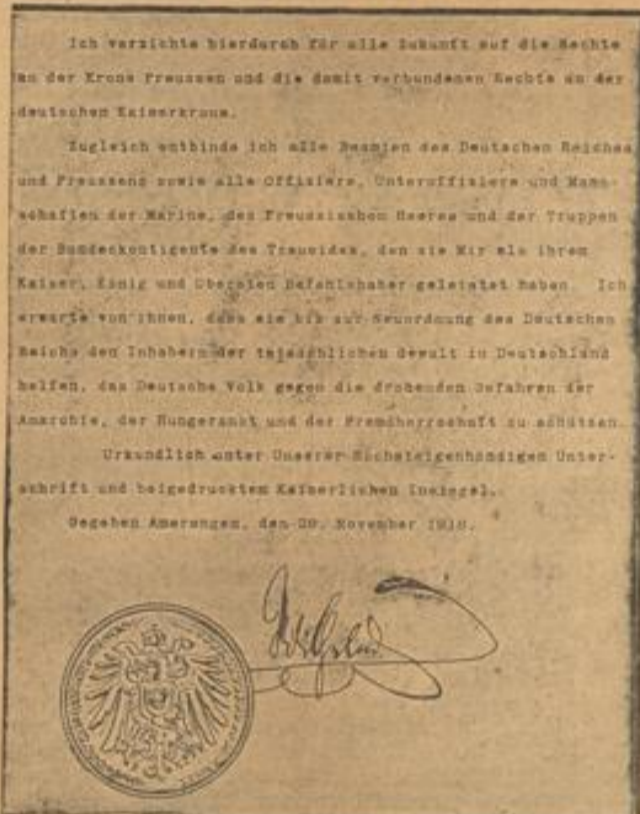 Ich verzichte hierdurch für alle Zukunft auf die Rechte
an der Krone Preussen und die damit verbundenen Rechte an der
deutschen Kaiserkrone.
Zugleich entbinde ich alle Beamten des Deutschen Reiches
und Preussens sowie alle Offiziere, Unteroffiziere und Mann-
schaften der Marine, des Preussischen Heeres und der Truppen
der Bundeskontigente des Treueides, den sie Mir als ihrem
Kaiser, König und Obersten Befehlshaber geleistet haben. Ich
erwarte von ihnen, dass sie bis zur Neuordnung des Deutschen
Reichs den Inhabern der tatsächlichen Gewalt in Deutschland
helfen, das Deutsche Volk gegen die drohenden Gefahren der
Anarchie, der Hungersnot und der Fremdherrschaft zu schützen.
Urkundlich unter Unserer Höchsteigenhändigen Unter-
schrift und beigedrucktem Kaiserlichen Insiegel.
Gegeben Amerongen, den 28. November 1918.
Wilhelm